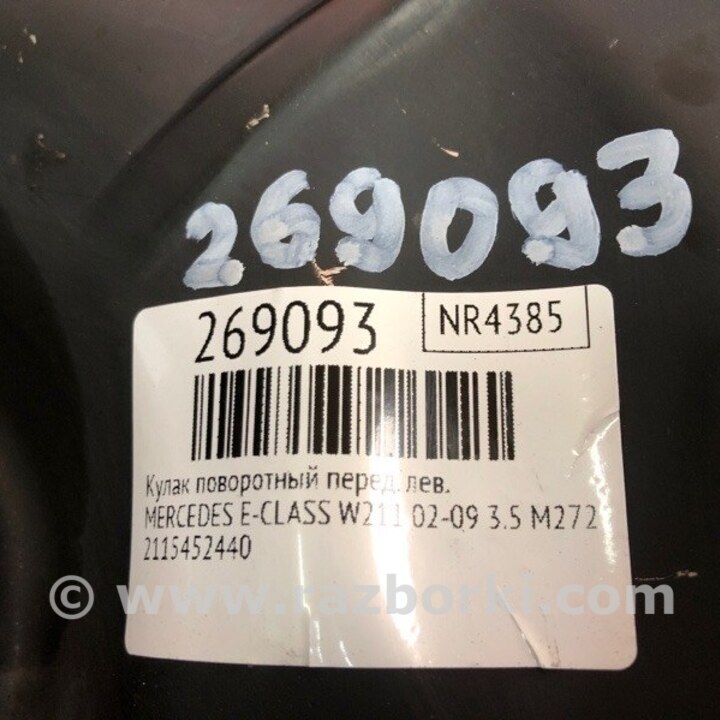 269093
269093
NR4385
Кулак поворотный перед. лев.
MERCEDES E-CLASS W211 02-09 3.5 M272
2115452440
© www.razborki.com